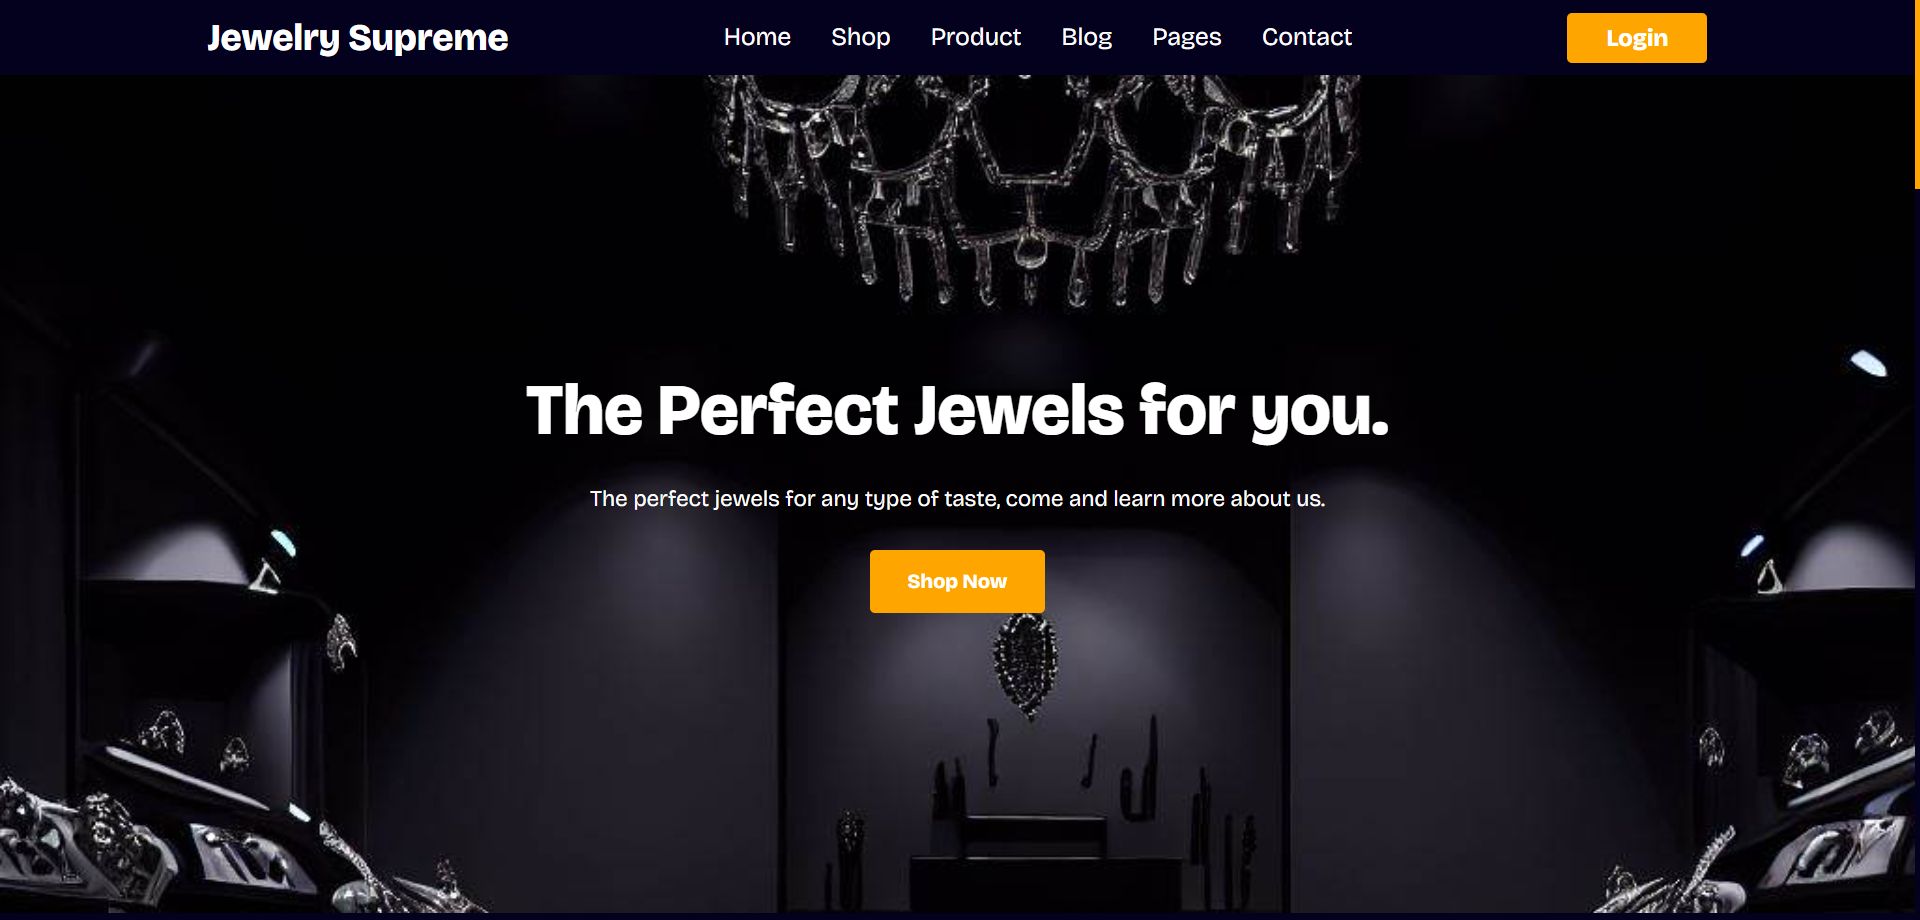 Jewelry Supreme
Home Shop Product Blog Pages Contact
Login
The Perfect Jewels for you.
The perfect jewels for any type of taste, come and learn more about us.
Shop Now